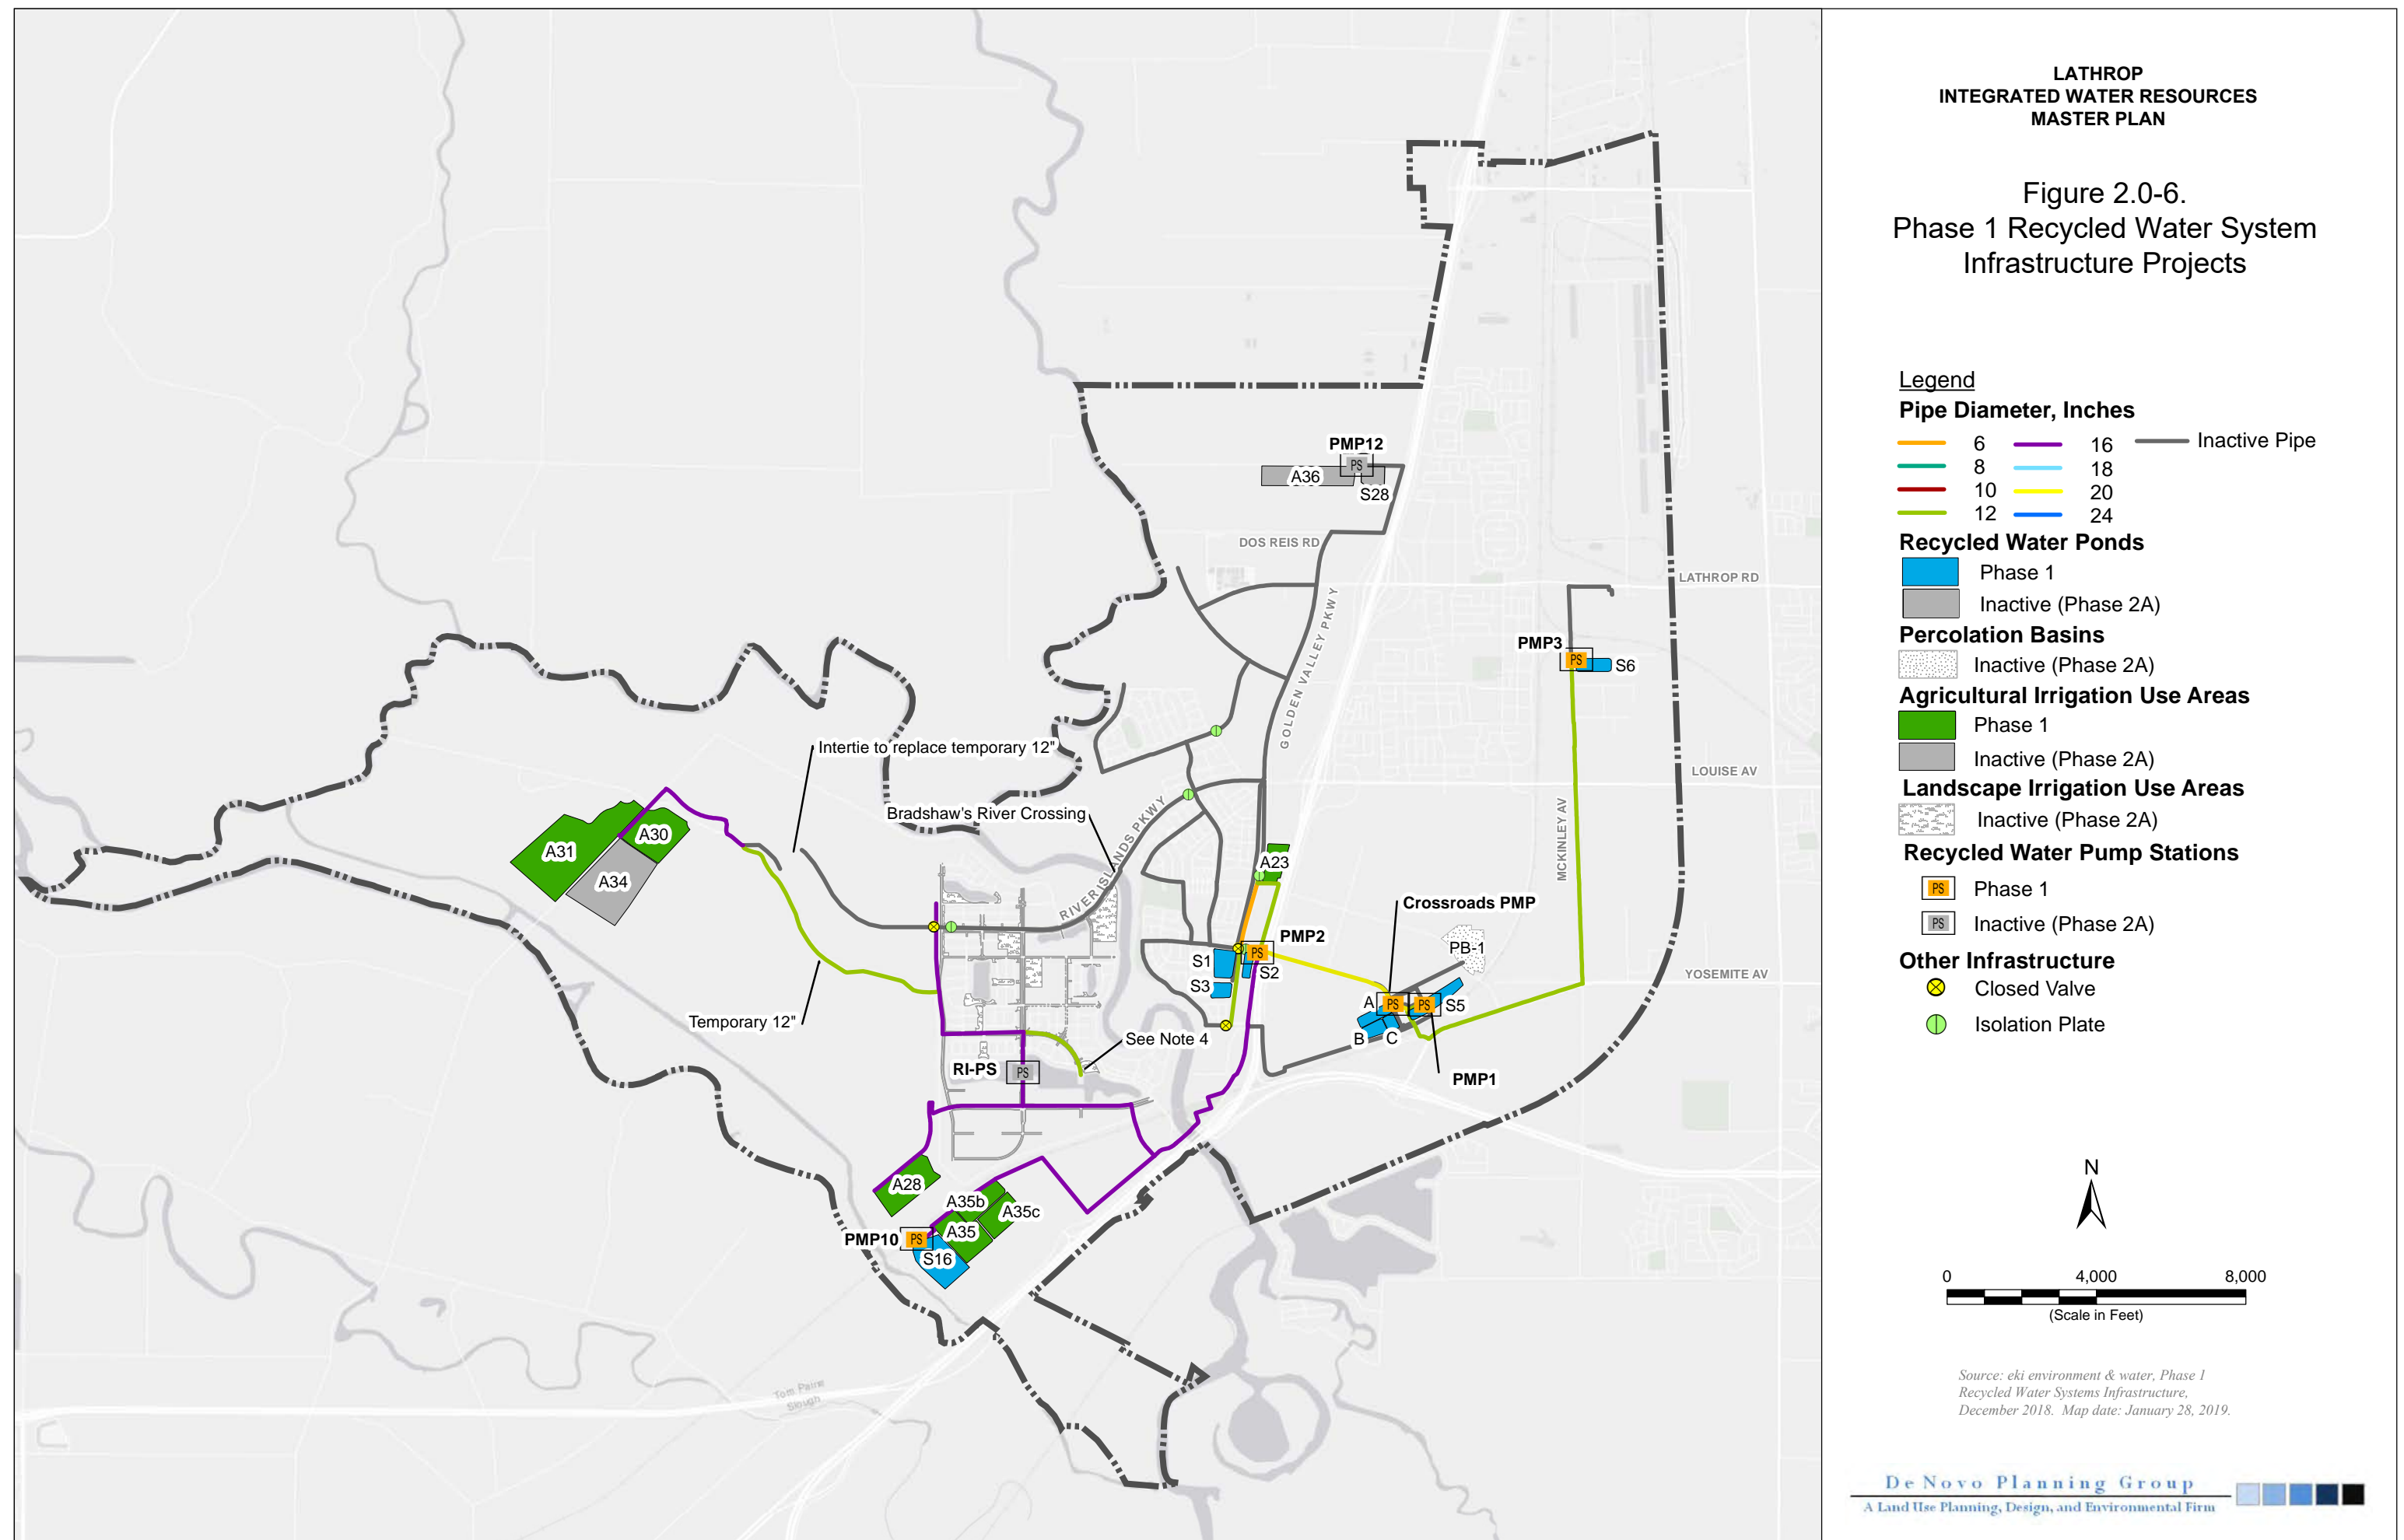 LATHROP
INTEGRATED WATER RESOURCES
MASTER PLAN
Figure 2.0-6.
Phase 1 Recycled Water System
Infrastructure Projects
Legend
Pipe Diameter, Inches
6
16
Inactive Pipe
8
18
10
20
12
24
Recycled Water Ponds
Phase 1
Inactive (Phase 2A)
Percolation Basins
Inactive (Phase 2A)
Agricultural Irrigation Use Areas
Phase 1
Inactive (Phase 2A)
Landscape Irrigation Use Areas
Inactive (Phase 2A)
Recycled Water Pump Stations
PS
Phase 1
PS
Inactive (Phase 2A)
Other Infrastructure
Closed Valve
Isolation Plate
N
0
4,000
8,000
(Scale in Feet)
Source: eki environment & water, Phase 1
Recycled Water Systems Infrastructure,
December 2018.  Map date: January 28, 2019.
De Novo Planning Group
A Land Use Planning, Design, and Environmental Firm
PMP12
PS
A36
S28
DOS REIS RD
LATHROP RD
GOLDEN VALLEY PKWY
PMP3
PS
S6
Intertie to replace temporary 12"
LOUISE AV
MCKINLEY AV
Bradshaw's River Crossing
RIVER ISLANDS PKWY
A31
A30
A34
A23
Crossroads PMP
PMP2
PS
PB-1
S1
S2
S3
YOSEMITE AV
A
PS
PS
S5
B
C
Temporary 12"
See Note 4
RI-PS
PS
PMP1
A28
A35b
A35c
A35
PMP10
PS
S16
Tom Paine
Slough